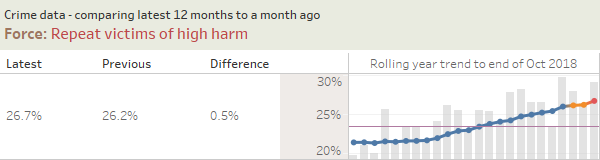 Crime data - comparing latest 12 months to a month ago
Force: Repeat victims of high harm
Latest Previous Difference Rolling year trend to end of Oct 2018
30%
26.7% 26.2% 0.5% 25%
20%